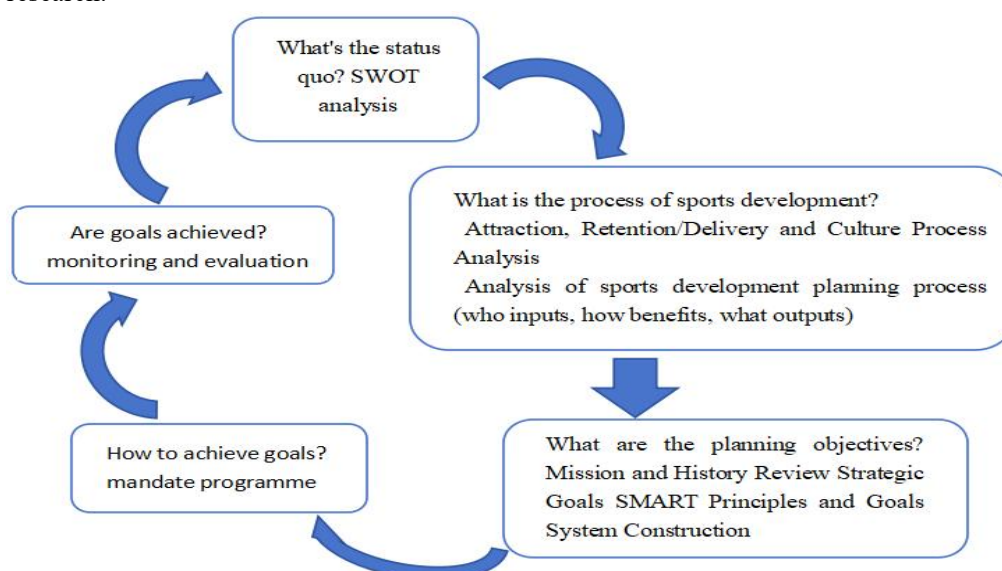 What's the status
quo? SWOT
analysis
What is the process of sports development?
Attraction, Retention/Delivery and Culture Process
Analysis
Analysis of sports development planning process
(who inputs, how benefits, what outputs)
What are the planning objectives?
Mission and History Review Strategic
Goals SMART Principles and Goals
System Construction
How to achieve goals?
mandate programme
Are goals achieved?
monitoring and evaluation